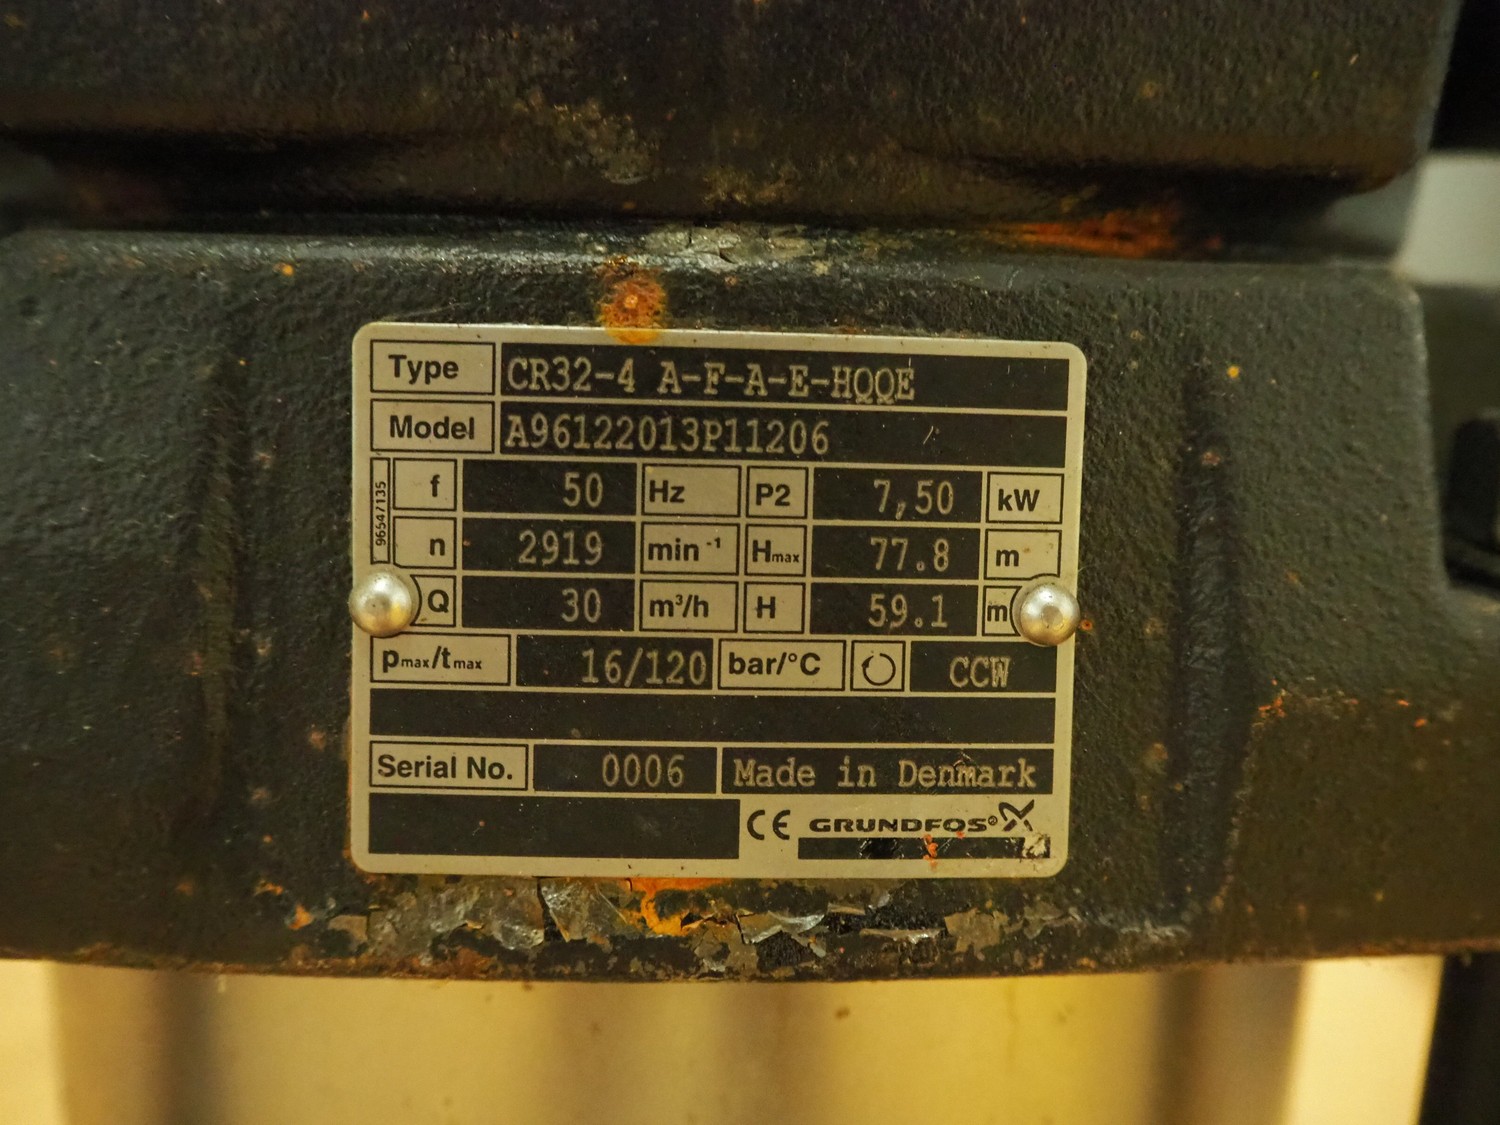 Type CR32-4 A-F-A-E-HQQE
Model A96122013P11206
96547135
f 50 Hz P2 7,50 kW
n 2919 min⁻¹ Hmax 77.8 m
Q 30 m³/h H 59.1 m
pmax/tmax 16/120 bar/°C CCW
Serial No. 0006 Made in Denmark
CE GRUNDFOS®